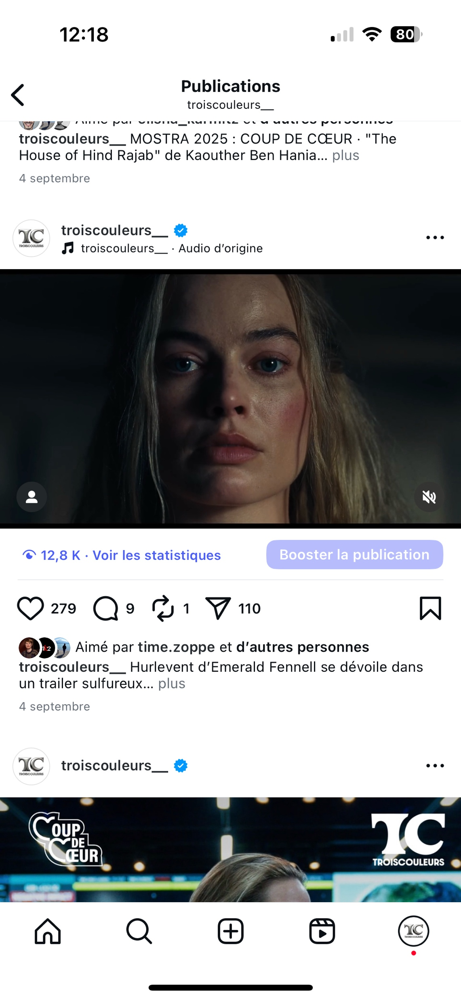 12:18
80
Publications
troiscouleurs__
Aimé par elisha_karmitz et d'autres personnes
troiscouleurs__ MOSTRA 2025 : COUP DE CŒUR · "The
House of Hind Rajab" de Kaouther Ben Hania... plus
4 septembre
TC
TROISCOULEURS
troiscouleurs__
troiscouleurs__ · Audio d’origine
12,8 K · Voir les statistiques
Booster la publication
279
9
1
110
Aimé par time.zoppe et d’autres personnes
troiscouleurs__ Hurlevent d’Emerald Fennell se dévoile dans
un trailer sulfureux... plus
4 septembre
TC
TROISCOULEURS
troiscouleurs__
COUP
DE
CŒUR
TC
TROISCOULEURS
TC
TROISCOULEURS